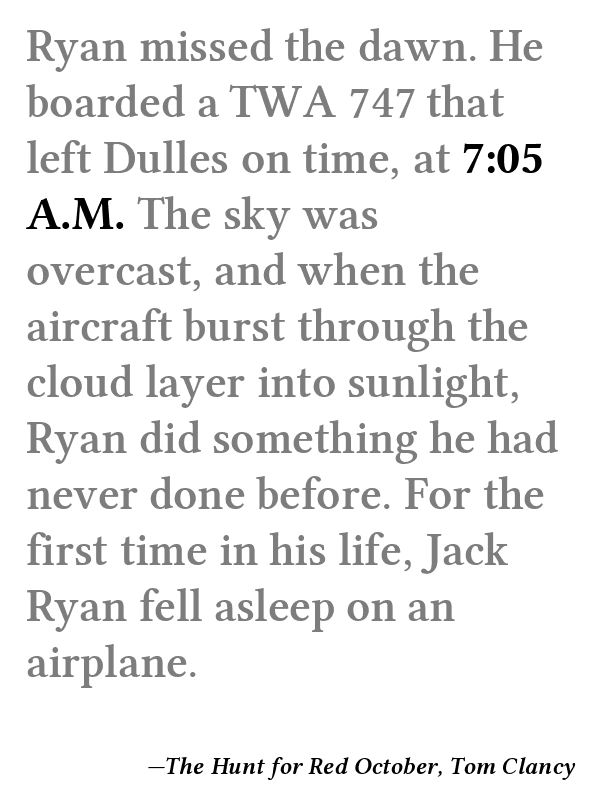 Ryan missed the dawn. He
boarded a TWA 747 that
left Dulles on time, at 7:05
A.M. The sky was
overcast, and when the
aircraft burst through the
cloud layer into sunlight,
Ryan did something he had
never done before. For the
first time in his life, Jack
Ryan fell asleep on an
airplane.
—The Hunt for Red October, Tom Clancy